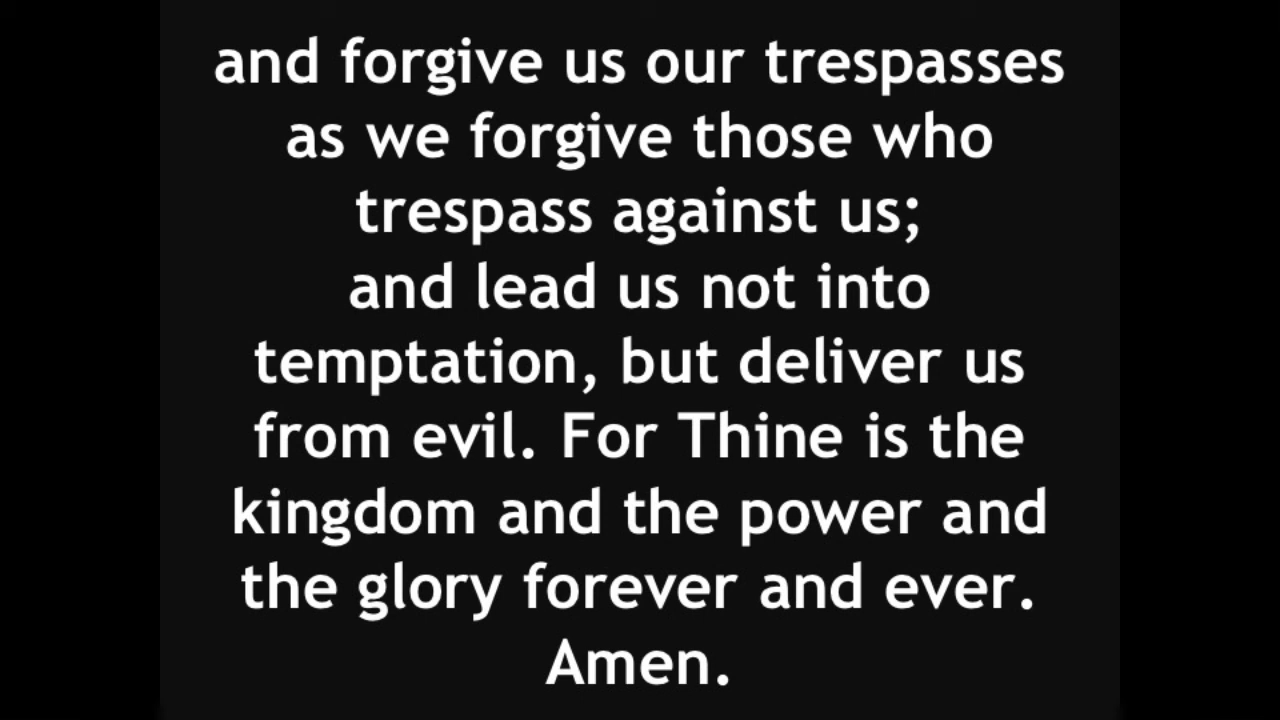 and forgive us our trespasses
as we forgive those who
trespass against us;
and lead us not into
temptation, but deliver us
from evil. For Thine is the
kingdom and the power and
the glory forever and ever.
Amen.